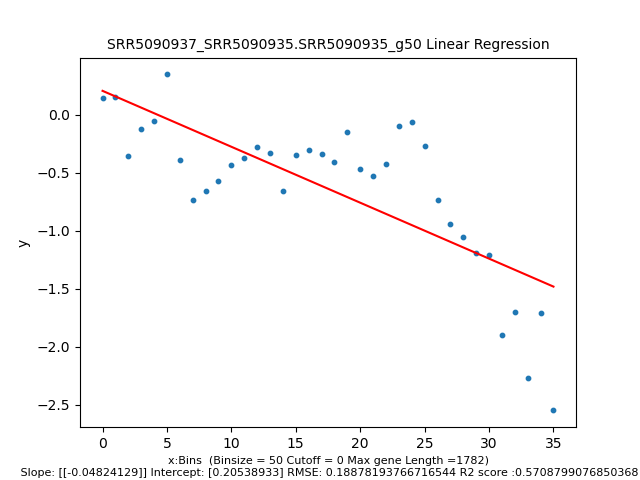 SRR5090937_SRR5090935.SRR5090935_g50 Linear Regression
0.0
−0.5
−1.0
−1.5
−2.0
−2.5
y
0 5 10 15 20 25 30 35
x:Bins  (Binsize = 50 Cutoff = 0 Max gene Length =1782)
Slope: [[-0.04824129]] Intercept: [0.20538933] RMSE: 0.18878193766716544 R2 score :0.5708799076850368